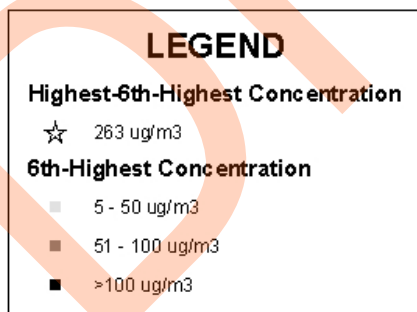 LEGEND
Highest-6th-Highest Concentration
263 ug/m3
6th-Highest Concentration
5 - 50 ug/m3
51 - 100 ug/m3
>100 ug/m3